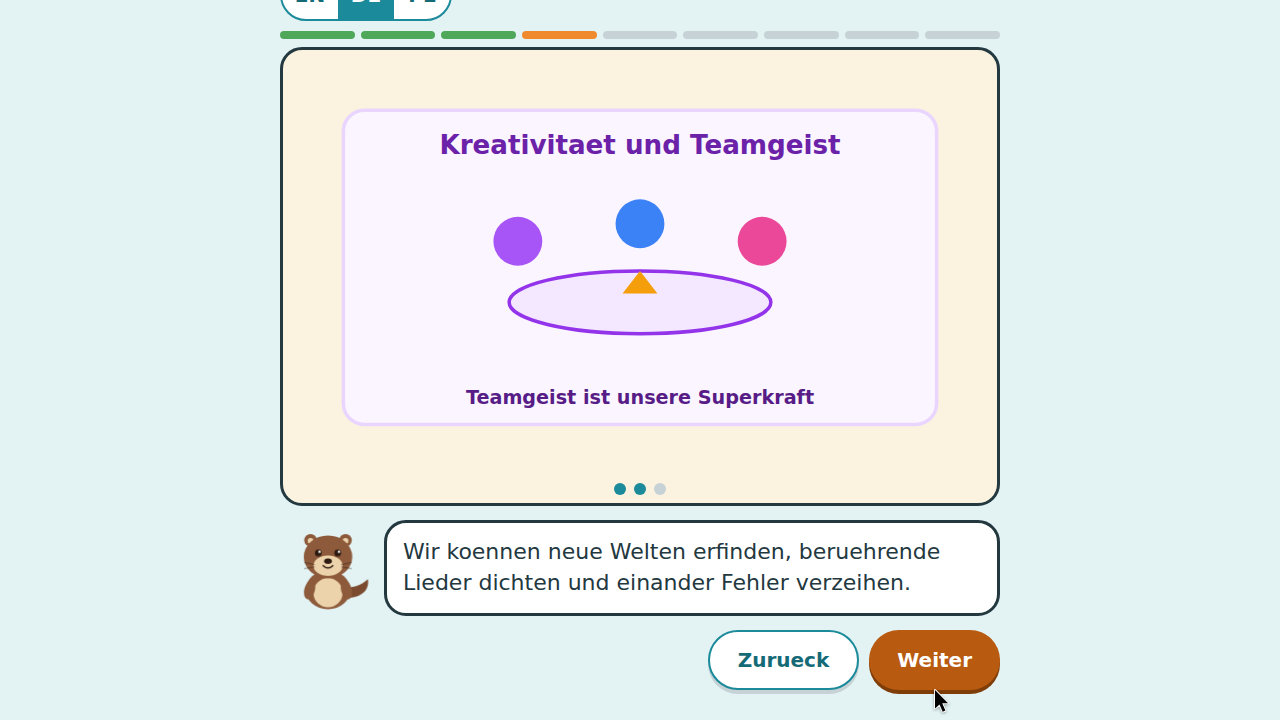 Kreativitaet und Teamgeist
Teamgeist ist unsere Superkraft
Wir koennen neue Welten erfinden, beruehrende
Lieder dichten und einander Fehler verzeihen.
Zurueck
Weiter